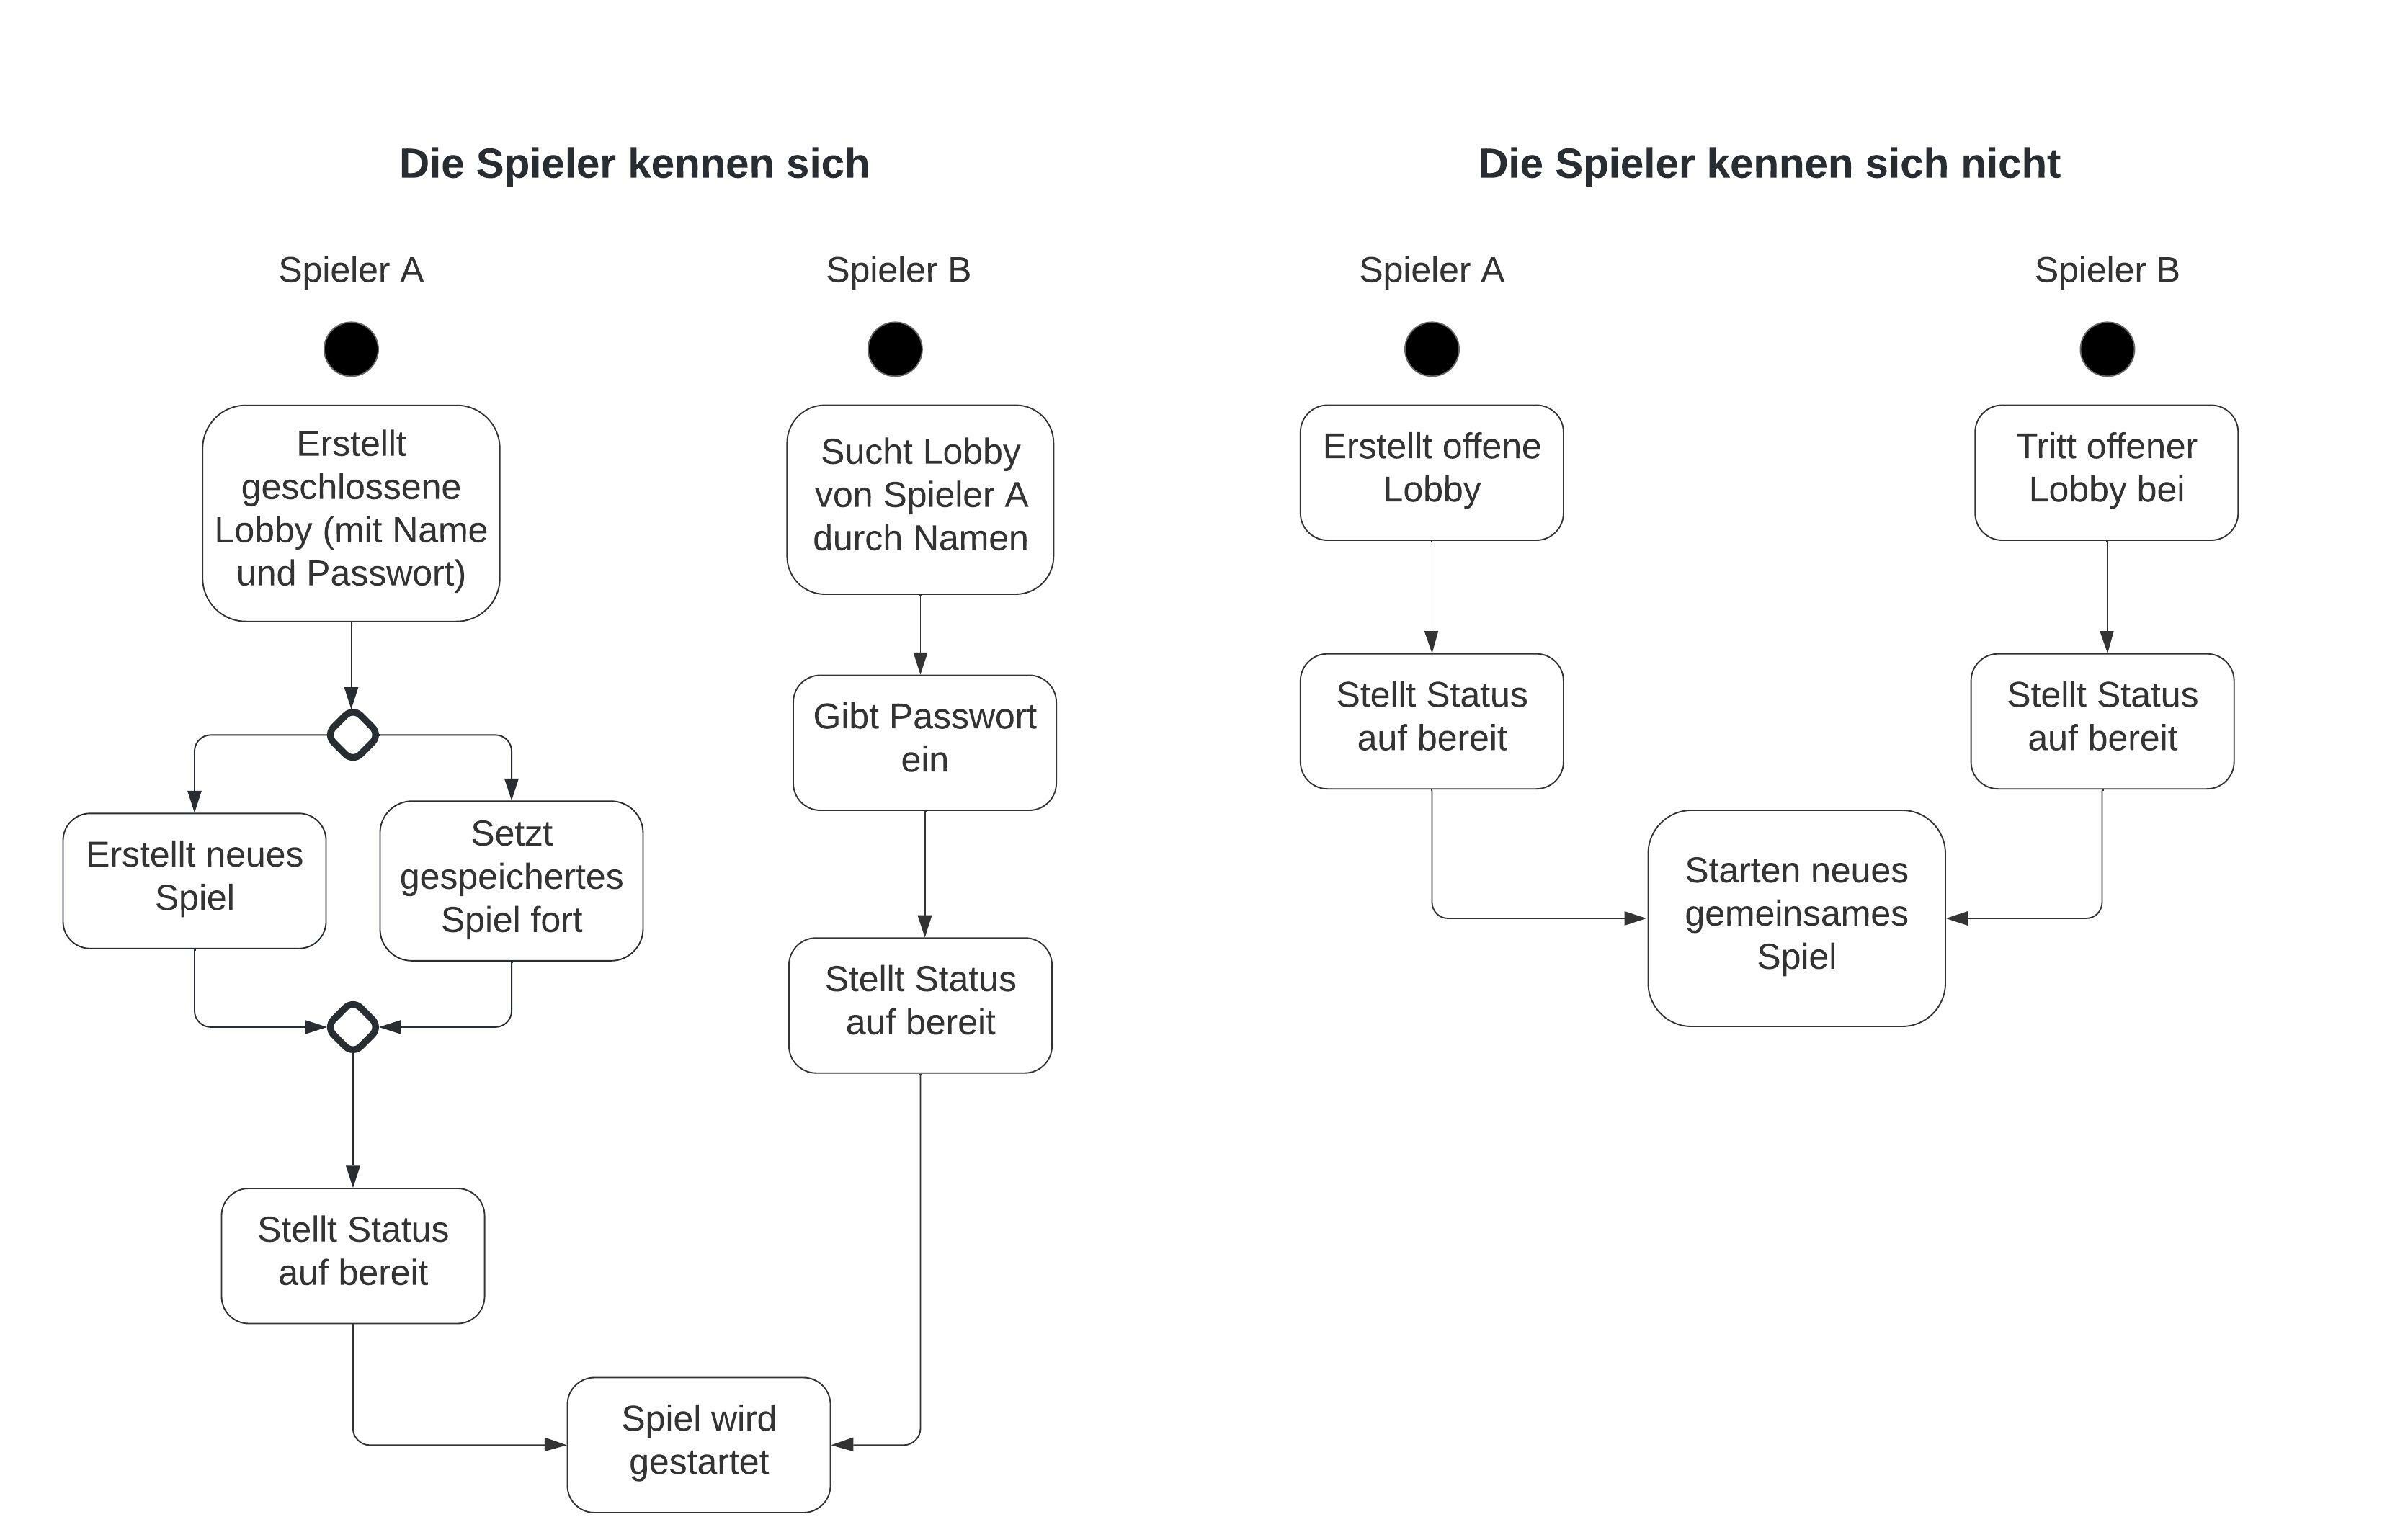 Die Spieler kennen sich
Spieler A
Erstellt
geschlossene
Lobby (mit Name
und Passwort)
Erstellt neues
Spiel
Setzt
gespeichertes
Spiel fort
Stellt Status
auf bereit
Spieler B
Sucht Lobby
von Spieler A
durch Namen
Gibt Passwort
ein
Stellt Status
auf bereit
Spiel wird
gestartet
Die Spieler kennen sich nicht
Spieler A
Erstellt offene
Lobby
Stellt Status
auf bereit
Spieler B
Tritt offener
Lobby bei
Stellt Status
auf bereit
Starten neues
gemeinsames
Spiel